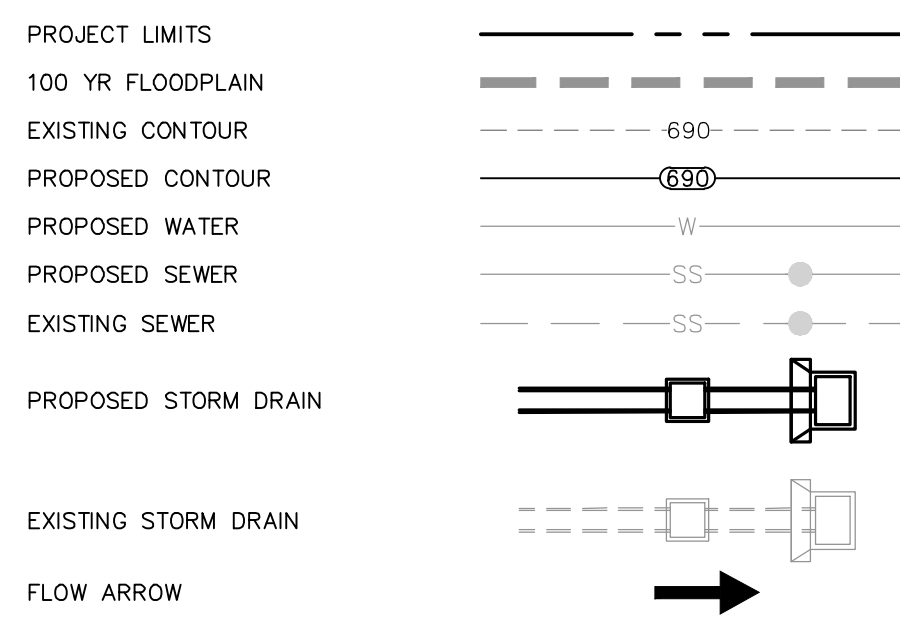 PROJECT LIMITS
100 YR FLOODPLAIN
EXISTING CONTOUR 690
PROPOSED CONTOUR 690
PROPOSED WATER W
PROPOSED SEWER SS
EXISTING SEWER SS
PROPOSED STORM DRAIN
EXISTING STORM DRAIN
FLOW ARROW